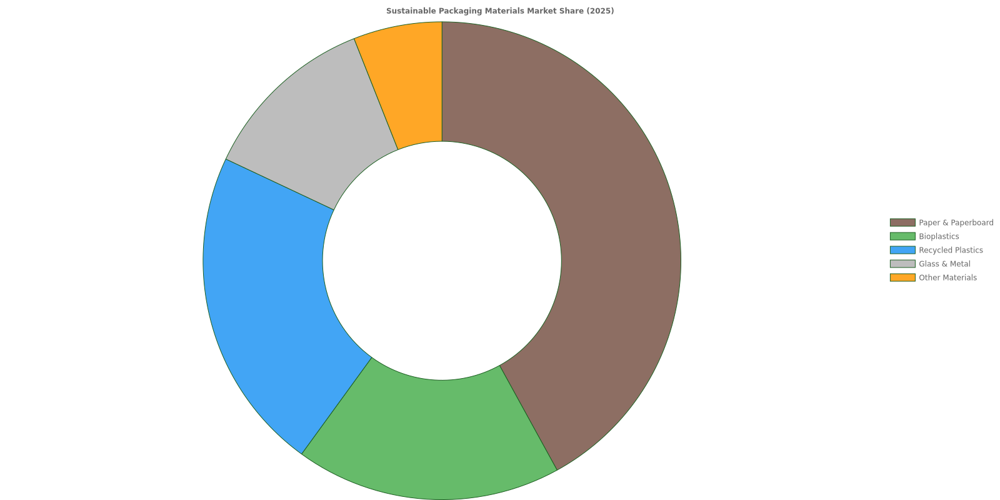 Sustainable Packaging Materials Market Share (2025)
Paper & Paperboard
Bioplastics
Recycled Plastics
Glass & Metal
Other Materials